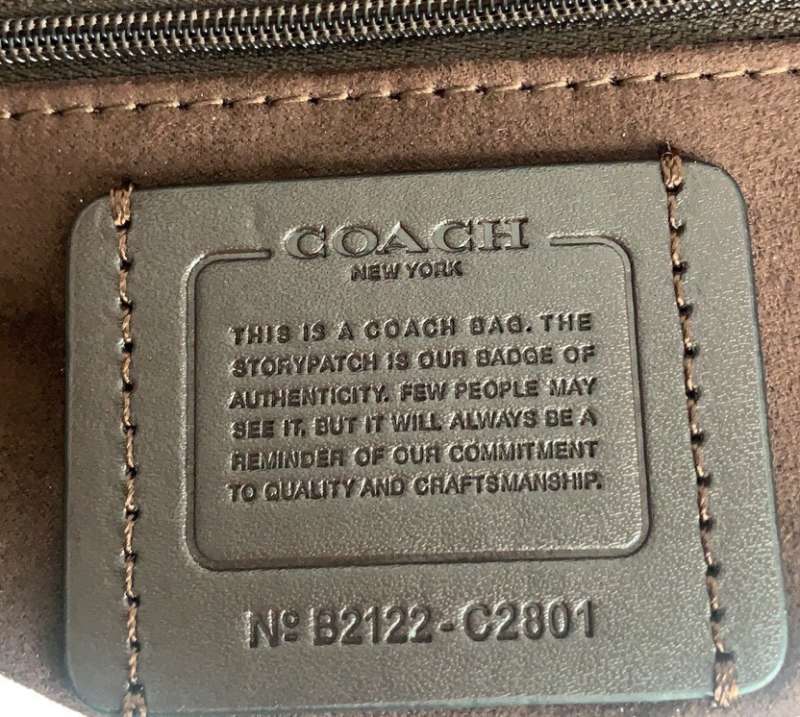 COACH
NEW YORK
THIS IS A COACH BAG. THE
STORYPATCH IS OUR BADGE OF
AUTHENTICITY. FEW PEOPLE MAY
SEE IT, BUT IT WILL ALWAYS BE A
REMINDER OF OUR COMMITMENT
TO QUALITY AND CRAFTSMANSHIP.
Nº B2122-C2801